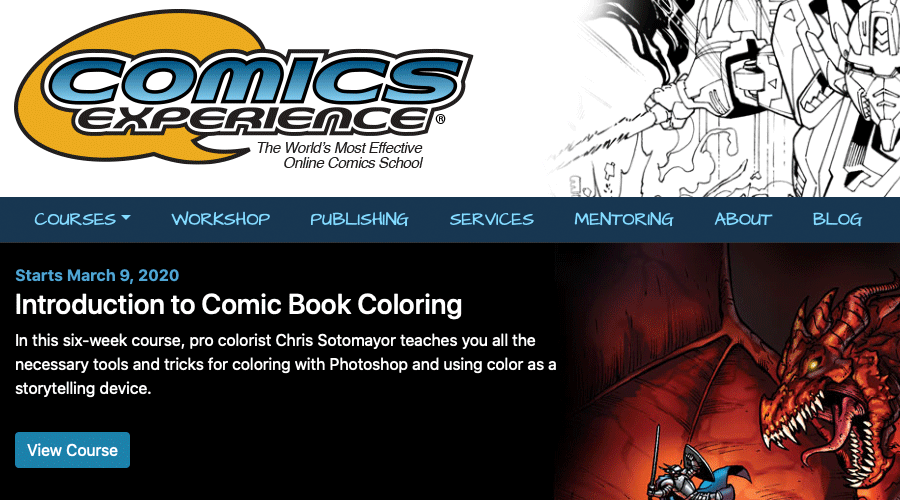 COMICS
EXPERIENCE®
The World's Most Effective
Online Comics School
COURSES WORKSHOP PUBLISHING SERVICES MENTORING ABOUT BLOG
Starts March 9, 2020
Introduction to Comic Book Coloring
In this six-week course, pro colorist Chris Sotomayor teaches you all the
necessary tools and tricks for coloring with Photoshop and using color as a
storytelling device.
View Course